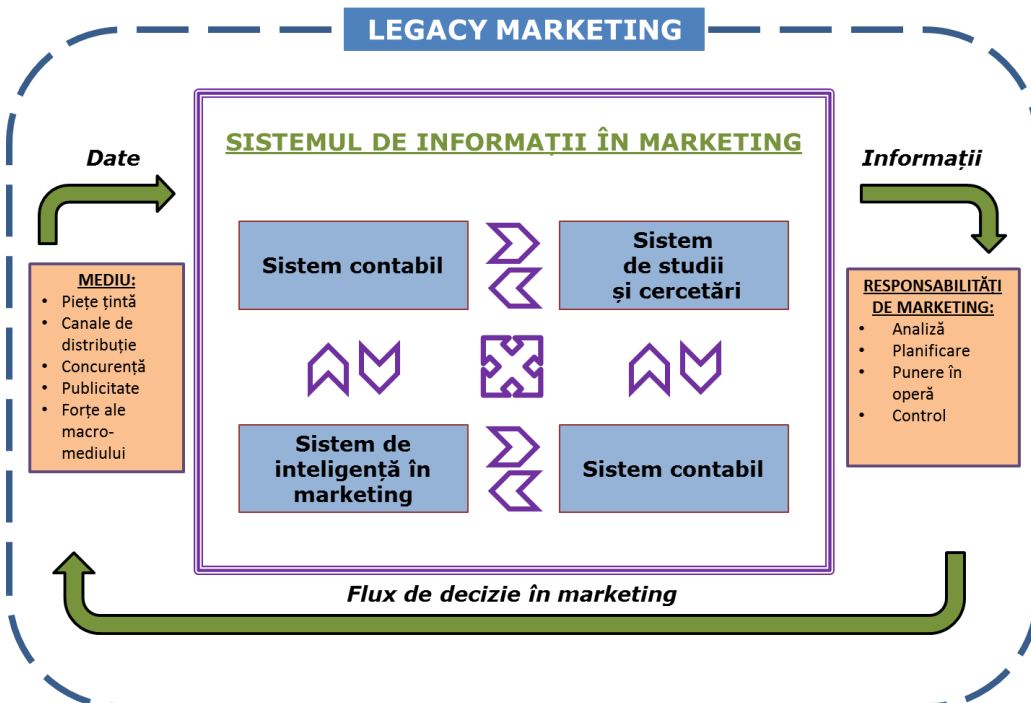 LEGACY MARKETING
SISTEMUL DE INFORMAȚII ÎN MARKETING
Date
Informații
MEDIU:
• Piețe țintă
• Canale de
distribuție
• Concurență
• Publicitate
• Forțe ale
macro-
mediului
Sistem contabil
Sistem
de studii
și cercetări
Sistem de
inteligență în
marketing
Sistem contabil
RESPONSABILITĂȚI
DE MARKETING:
• Analiză
• Planificare
• Punere în
operă
• Control
Flux de decizie în marketing